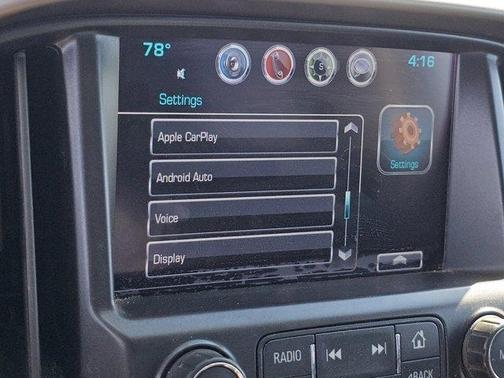 78°
4:16
S
Settings
Apple CarPlay
Android Auto
Voice
Display
Settings
RADIO
BACK